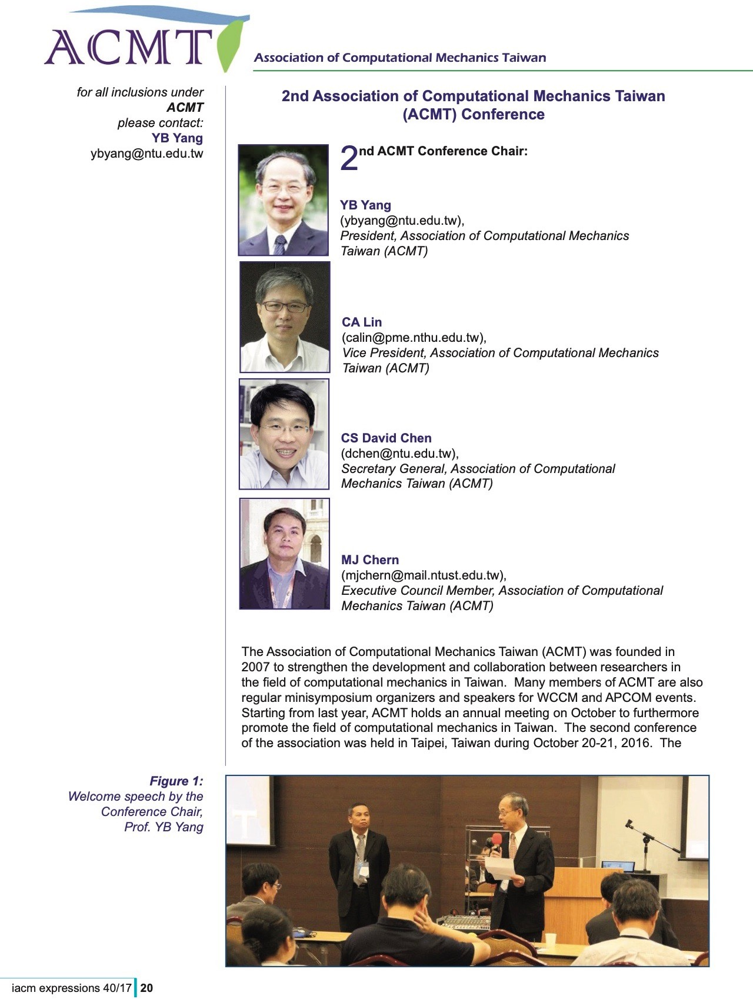 ACMT
Association of Computational Mechanics Taiwan
for all inclusions under
ACMT
please contact:
YB Yang
ybyang@ntu.edu.tw
2nd Association of Computational Mechanics Taiwan
(ACMT) Conference
2nd ACMT Conference Chair:
YB Yang
(ybyang@ntu.edu.tw),
President, Association of Computational Mechanics
Taiwan (ACMT)
CA Lin
(calin@pme.nthu.edu.tw),
Vice President, Association of Computational Mechanics
Taiwan (ACMT)
CS David Chen
(dchen@ntu.edu.tw),
Secretary General, Association of Computational
Mechanics Taiwan (ACMT)
MJ Chern
(mjchern@mail.ntust.edu.tw),
Executive Council Member, Association of Computational
Mechanics Taiwan (ACMT)
The Association of Computational Mechanics Taiwan (ACMT) was founded in
2007 to strengthen the development and collaboration between researchers in
the field of computational mechanics in Taiwan.  Many members of ACMT are also
regular minisymposium organizers and speakers for WCCM and APCOM events.
Starting from last year, ACMT holds an annual meeting on October to furthermore
promote the field of computational mechanics in Taiwan.  The second conference
of the association was held in Taipei, Taiwan during October 20-21, 2016.  The
Figure 1:
Welcome speech by the
Conference Chair,
Prof. YB Yang
iacm expressions 40/17 20